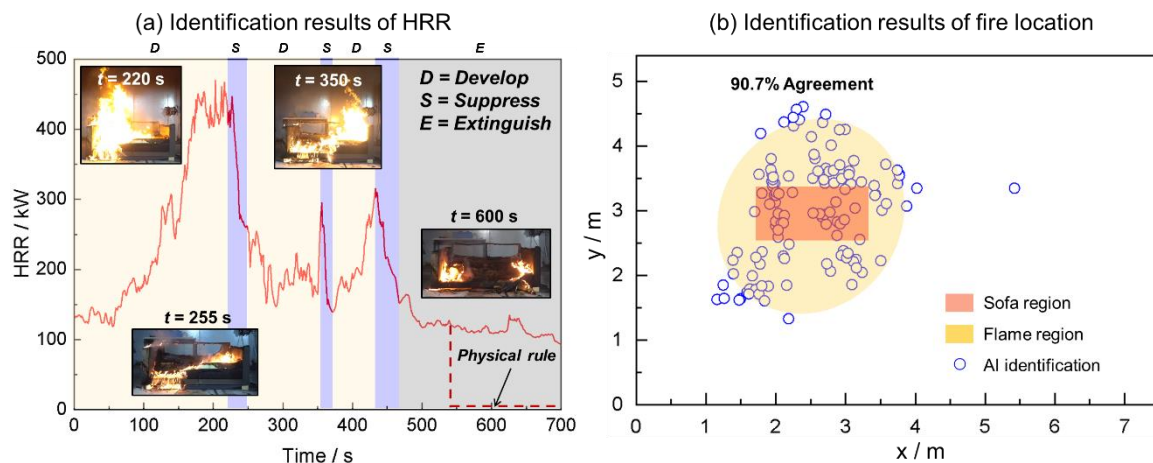 (a) Identification results of HRR
D S D S D S E
500
400
300
200
100
0
HRR / kW
t = 220 s
t = 350 s
D = Develop
S = Suppress
E = Extinguish
t = 600 s
t = 255 s
Physical rule
0 100 200 300 400 500 600 700
Time / s
(b) Identification results of fire location
5
4
3
2
1
0
y / m
90.7% Agreement
Sofa region
Flame region
AI identification
0 1 2 3 4 5 6 7
x / m